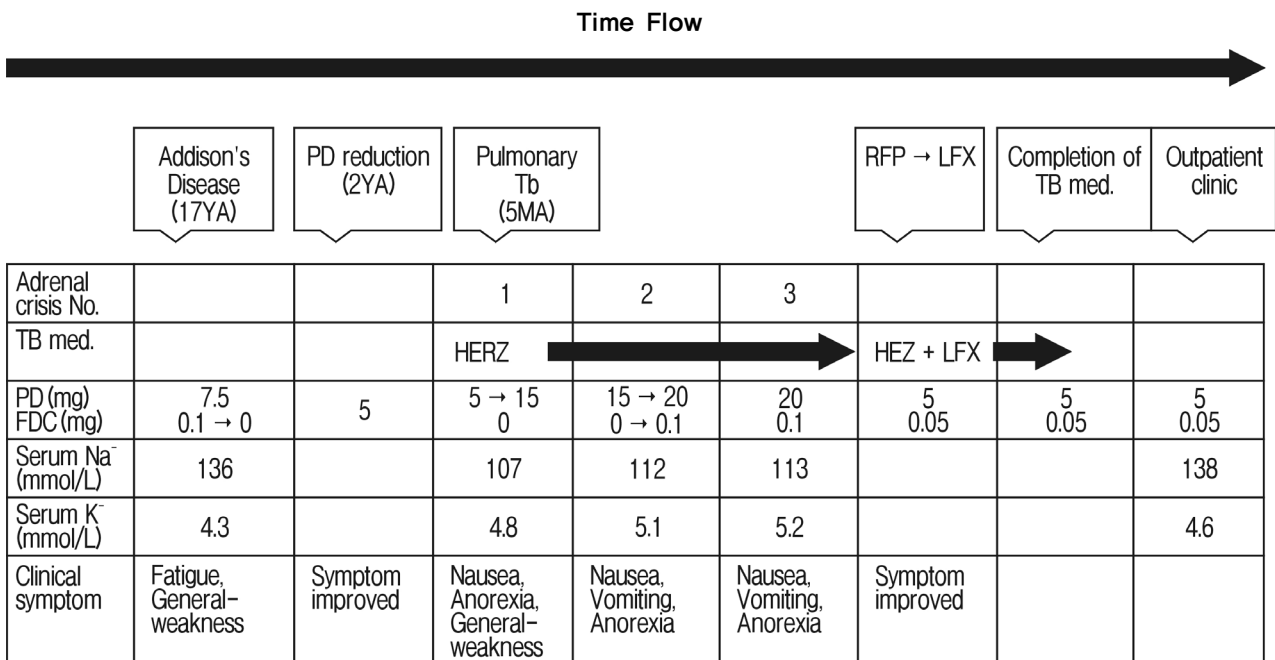 Time Flow
Addison's
Disease
(17YA)
PD reduction
(2YA)
Pulmonary
Tb
(5MA)
RFP → LFX
Completion of
TB med.
Outpatient
clinic
Adrenal
crisis No.
1
2
3
TB med.
HERZ
HEZ + LFX
PD (mg)
FDC (mg)
7.5
0.1 → 0
5
5 → 15
0
15 → 20
0 → 0.1
20
0.1
5
0.05
5
0.05
5
0.05
Serum Na⁻
(mmol/L)
136
107
112
113
138
Serum K⁻
(mmol/L)
4.3
4.8
5.1
5.2
4.6
Clinical
symptom
Fatigue,
General-
weakness
Symptom
improved
Nausea,
Anorexia,
General-
weakness
Nausea,
Vomiting,
Anorexia
Nausea,
Vomiting,
Anorexia
Symptom
improved